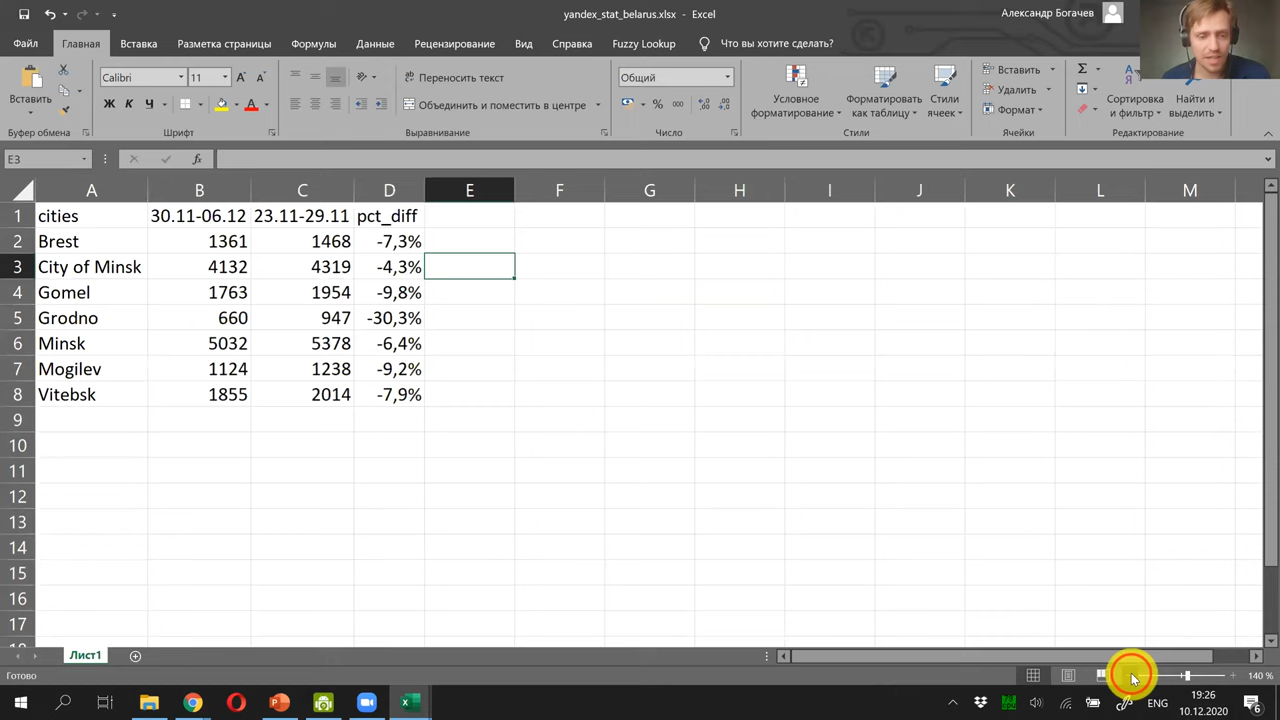 yandex_stat_belarus.xlsx - Excel
Александр Богачев
Файл Главная Вставка Разметка страницы Формулы Данные Рецензирование Вид Справка Fuzzy Lookup Что вы хотите сделать?
Вставить
Буфер обмена
Calibri 11
Ж К Ч
Шрифт
Переносить текст
Объединить и поместить в центре
Выравнивание
Общий
% 000
Число
Условное форматирование
Форматировать как таблицу
Стили ячеек
Стили
Вставить
Удалить
Формат
Ячейки
Сортировка и фильтр
Найти и выделить
Редактирование
E3 fx
A B C D E F G H I J K L M
1 cities 30.11-06.12 23.11-29.11 pct_diff
2 Brest 1361 1468 -7,3%
3 City of Minsk 4132 4319 -4,3%
4 Gomel 1763 1954 -9,8%
5 Grodno 660 947 -30,3%
6 Minsk 5032 5378 -6,4%
7 Mogilev 1124 1238 -9,2%
8 Vitebsk 1855 2014 -7,9%
9
10
11
12
13
14
15
16
17
Лист1
Готово 140 %
ENG 19:26
10.12.2020 6